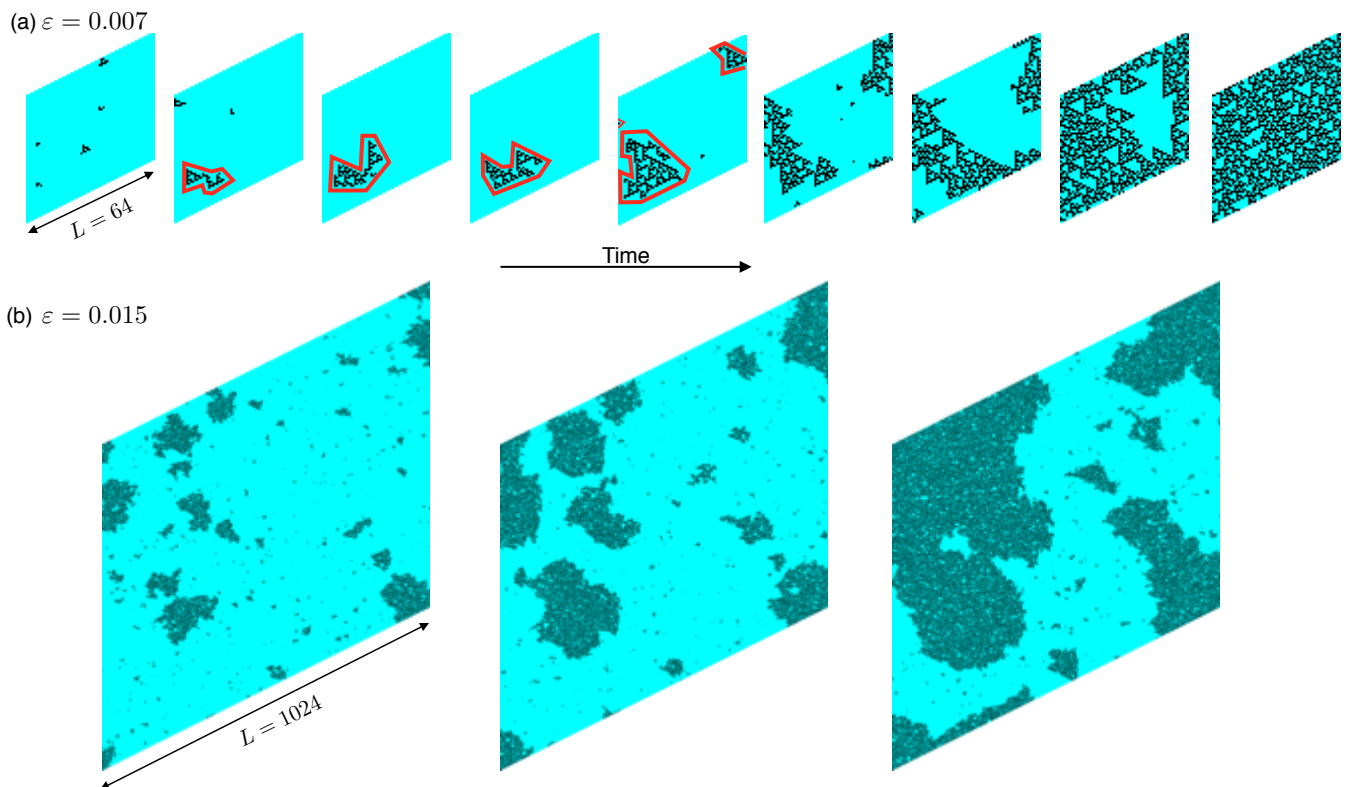 (a) ε = 0.007
L = 64
Time
(b) ε = 0.015
L = 1024